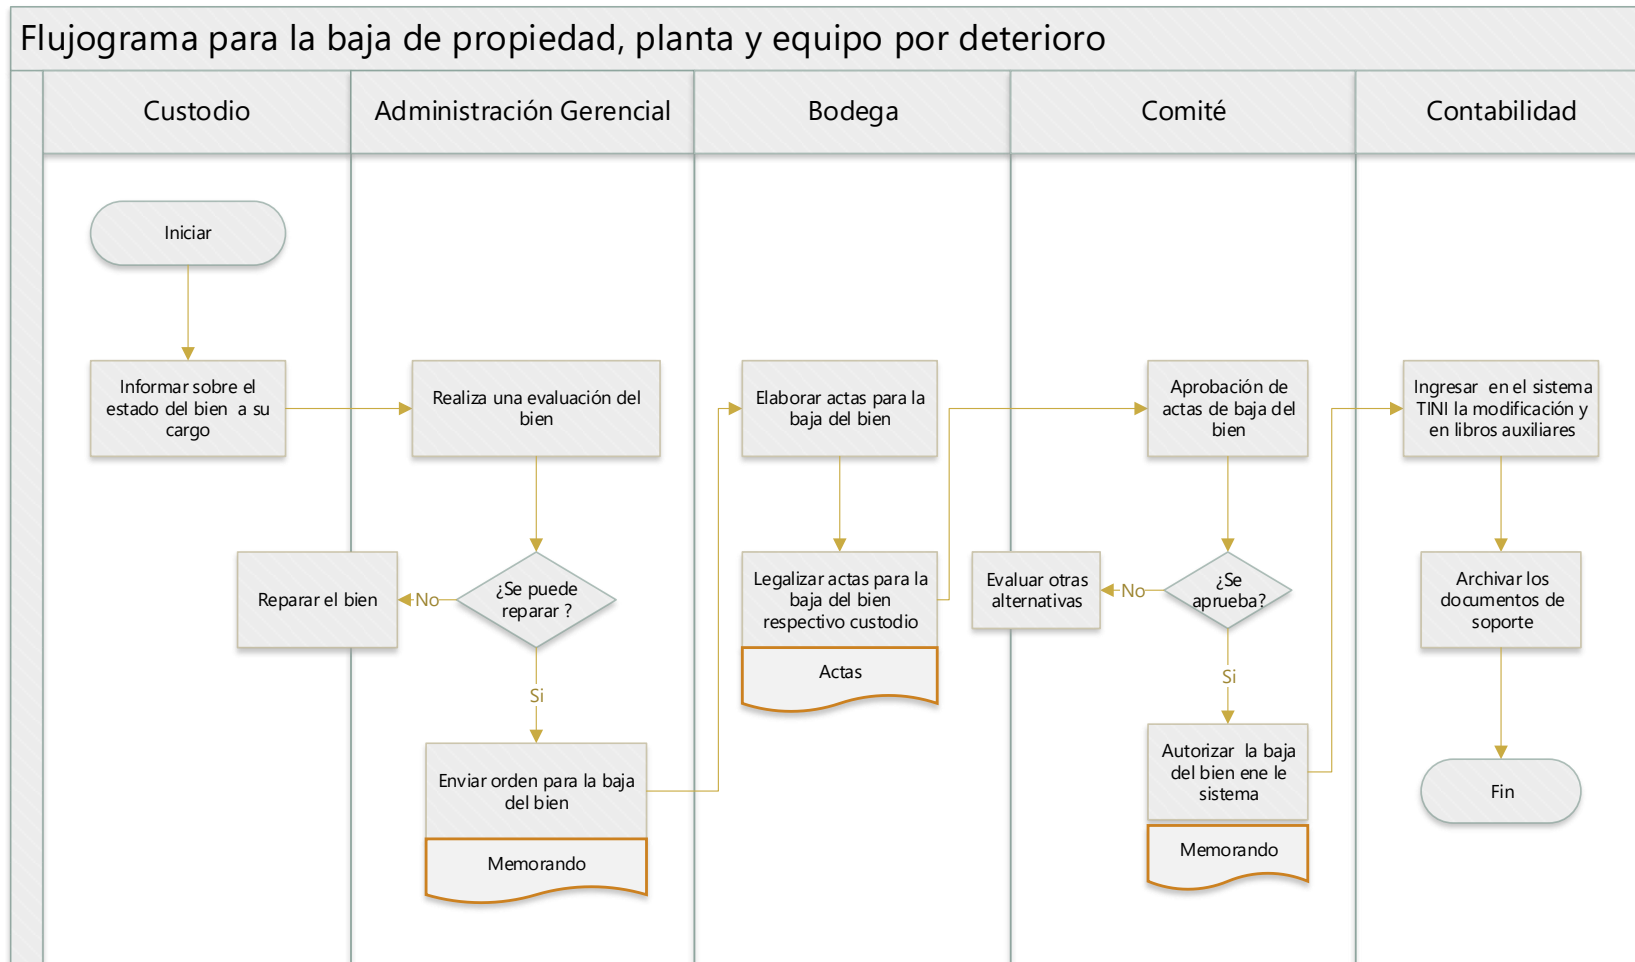 Flujograma para la baja de propiedad, planta y equipo por deterioro
Custodio
Administración Gerencial
Bodega
Comité
Contabilidad
Iniciar
Informar sobre el
estado del bien a su
cargo
Realiza una evaluación del
bien
Elaborar actas para la
baja del bien
Aprobación de
actas de baja del
bien
Ingresar en el sistema
TINI la modificación y
en libros auxiliares
Reparar el bien
No
¿Se puede
reparar ?
Legalizar actas para la
baja del bien
respectivo custodio
Actas
Evaluar otras
alternativas
No
¿Se
aprueba?
Archivar los
documentos de
soporte
Si
Si
Enviar orden para la baja
del bien
Memorando
Autorizar la baja
del bien ene le
sistema
Memorando
Fin